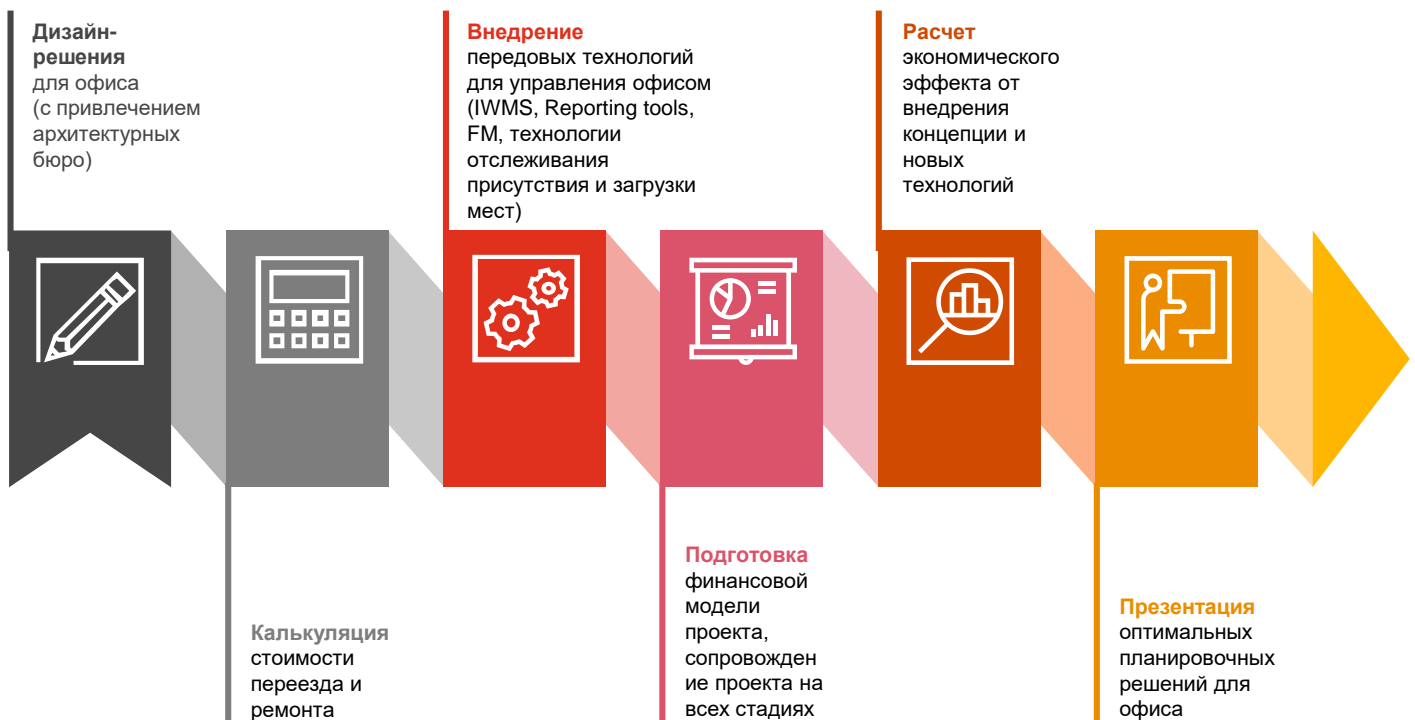 Дизайн-
решения
для офиса
(с привлечением
архитектурных
бюро)
Внедрение
передовых технологий
для управления офисом
(IWMS, Reporting tools,
FM, технологии
отслеживания
присутствия и загрузки
мест)
Расчет
экономического
эффекта от
внедрения
концепции и
новых
технологий
Калькуляция
стоимости
переезда и
ремонта
Подготовка
финансовой
модели
проекта,
сопровожден
ие проекта на
всех стадиях
Презентация
оптимальных
планировочных
решений для
офиса